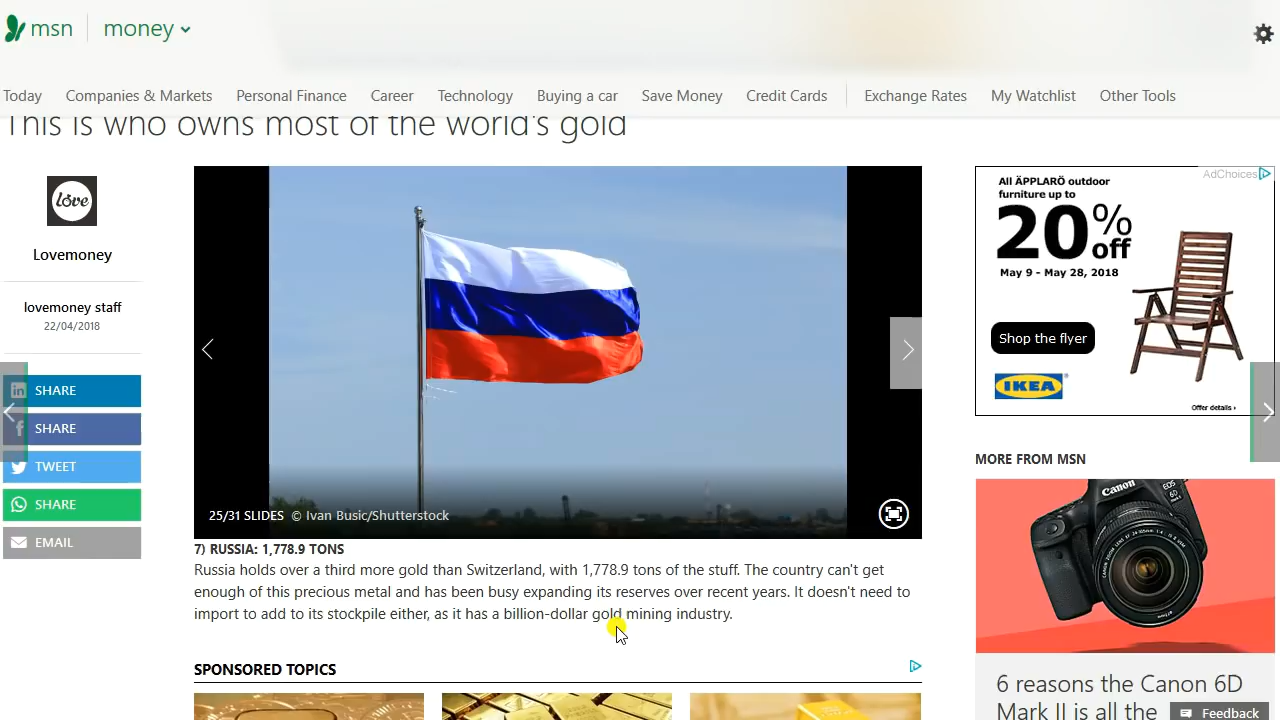 msn money
Today Companies & Markets Personal Finance Career Technology Buying a car Save Money Credit Cards Exchange Rates My Watchlist Other Tools
This is who owns most of the world's gold
löve
Lovemoney
lovemoney staff
22/04/2018
SHARE
SHARE
TWEET
SHARE
EMAIL
25/31 SLIDES © Ivan Busic/Shutterstock
7) RUSSIA: 1,778.9 TONS
Russia holds over a third more gold than Switzerland, with 1,778.9 tons of the stuff. The country can't get
enough of this precious metal and has been busy expanding its reserves over recent years. It doesn't need to
import to add to its stockpile either, as it has a billion-dollar gold mining industry.
SPONSORED TOPICS
AdChoices
All ÄPPLARÖ outdoor
furniture up to
20% off
May 9 - May 28, 2018
Shop the flyer
IKEA
Offer details ›
MORE FROM MSN
Canon
EOS
6D
6 reasons the Canon 6D
Mark II is all the
Feedback